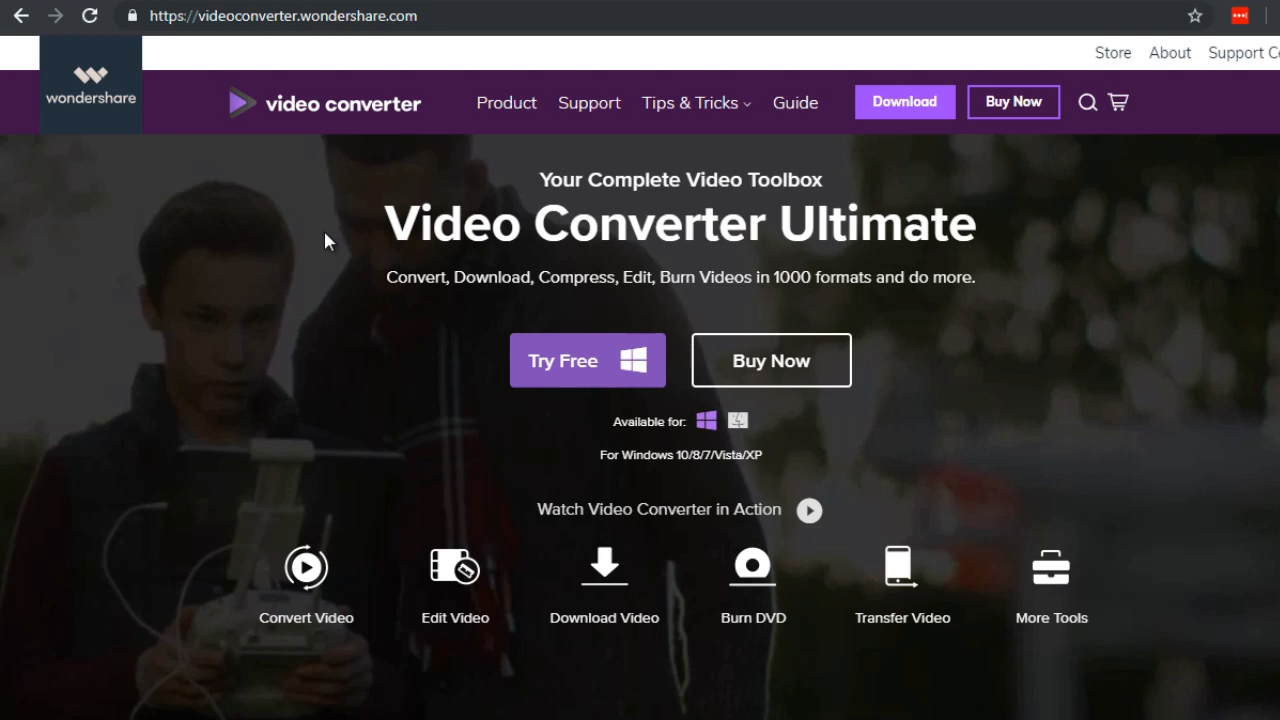 https://videoconverter.wondershare.com
Store About Support Ce
wondershare
video converter Product Support Tips & Tricks Guide Download Buy Now
Your Complete Video Toolbox
Video Converter Ultimate
Convert, Download, Compress, Edit, Burn Videos in 1000 formats and do more.
Try Free Buy Now
Available for:
For Windows 10/8/7/Vista/XP
Watch Video Converter in Action
Convert Video Edit Video Download Video Burn DVD Transfer Video More Tools